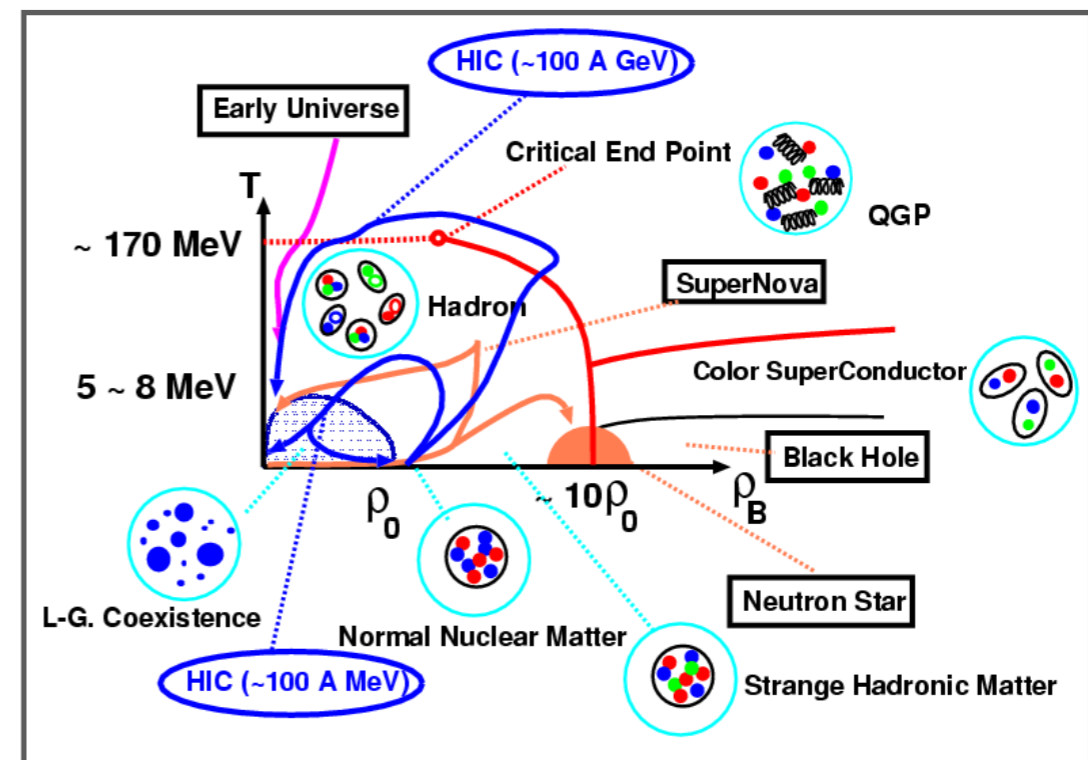 HIC (~100 A GeV)
Early Universe
Critical End Point
T
QGP
~ 170 MeV
SuperNova
Hadron
5 ~ 8 MeV
Color SuperConductor
Black Hole
ρ0
~ 10ρ0
ρB
L-G. Coexistence
Neutron Star
Normal Nuclear Matter
HIC (~100 A MeV)
Strange Hadronic Matter